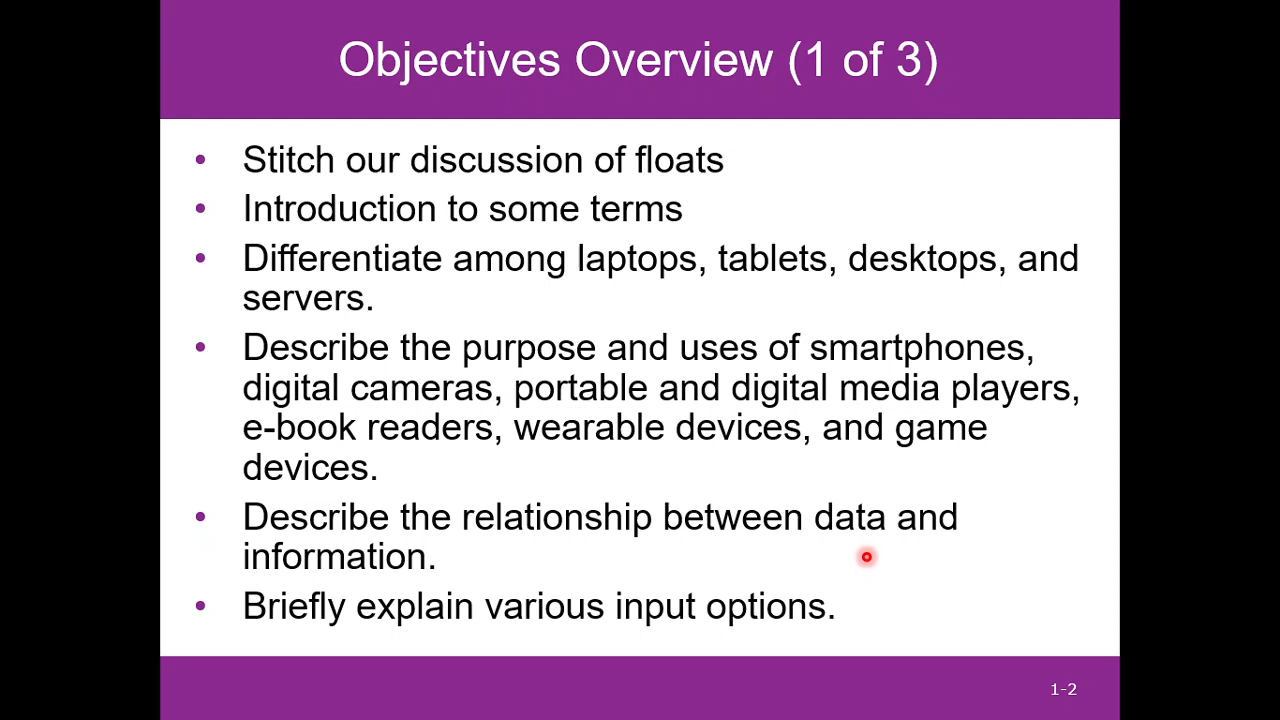 Objectives Overview (1 of 3)
• Stitch our discussion of floats
• Introduction to some terms
• Differentiate among laptops, tablets, desktops, and
servers.
• Describe the purpose and uses of smartphones,
digital cameras, portable and digital media players,
e-book readers, wearable devices, and game
devices.
• Describe the relationship between data and
information.
• Briefly explain various input options.
1-2